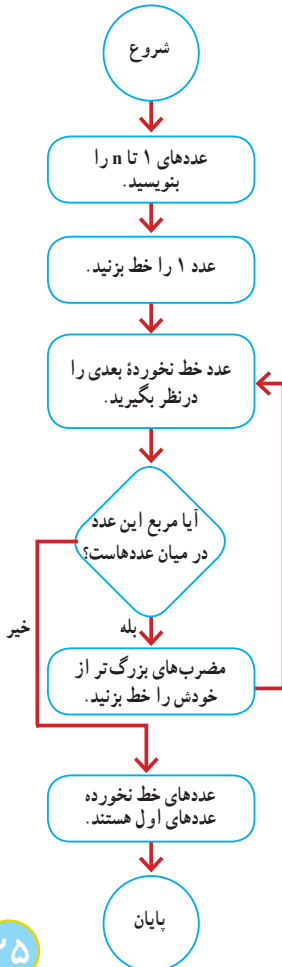 شروع
عددهای ۱ تا n را
بنویسید.
عدد ۱ را خط بزنید.
عدد خط نخوردهٔ بعدی را
درنظر بگیرید.
آیا مربع این عدد
در میان عددهاست؟
خیر
بله
مضرب‌های بزرگ‌تر از
خودش را خط بزنید.
عددهای خط نخورده
عددهای اول هستند.
پایان